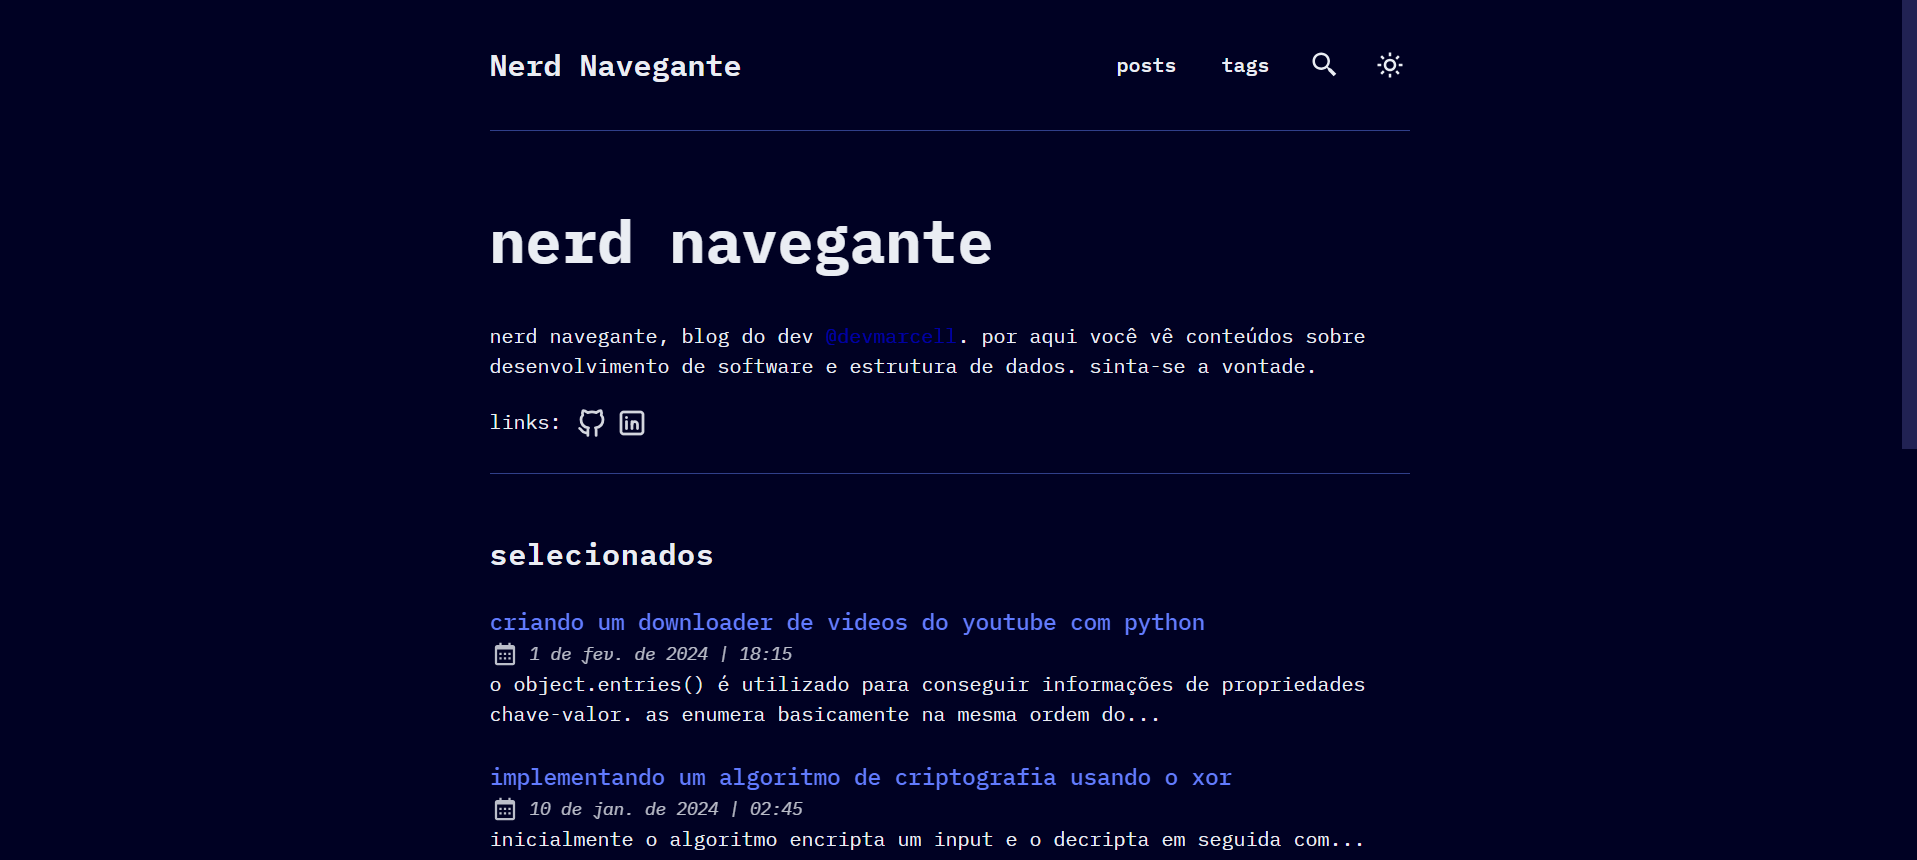 Nerd Navegante
posts tags
nerd navegante
nerd navegante, blog do dev @devmarcell. por aqui você vê conteúdos sobre
desenvolvimento de software e estrutura de dados. sinta-se a vontade.
links:
selecionados
criando um downloader de videos do youtube com python
1 de fev. de 2024 | 18:15
o object.entries() é utilizado para conseguir informações de propriedades
chave-valor. as enumera basicamente na mesma ordem do...
implementando um algoritmo de criptografia usando o xor
10 de jan. de 2024 | 02:45
inicialmente o algoritmo encripta um input e o decripta em seguida com...